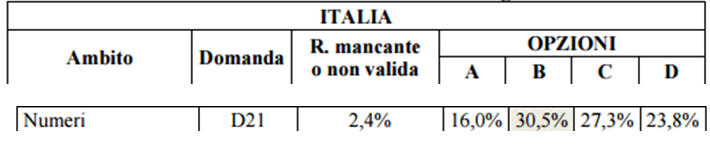 ITALIA
Ambito Domanda R. mancante o non valida OPZIONI
A B C D
Numeri D21 2,4% 16,0% 30,5% 27,3% 23,8%